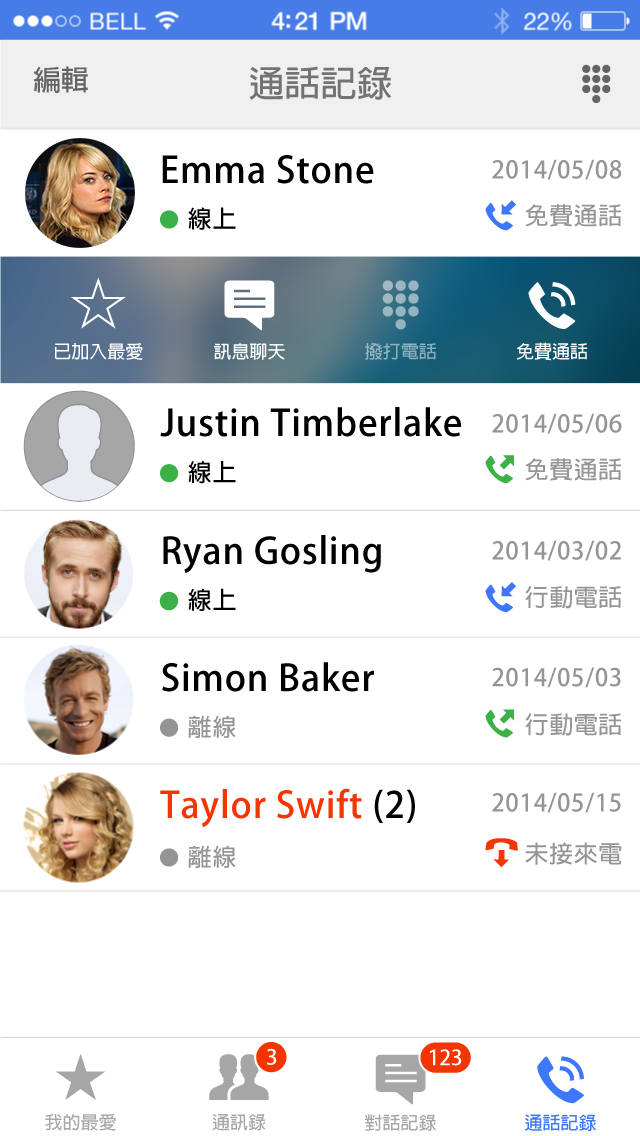 BELL 4:21 PM 22%
編輯 通話記錄
Emma Stone 2014/05/08
線上 免費通話
已加入最愛 訊息聊天 撥打電話 免費通話
Justin Timberlake 2014/05/06
線上 免費通話
Ryan Gosling 2014/03/02
線上 行動電話
Simon Baker 2014/05/03
離線 行動電話
Taylor Swift (2) 2014/05/15
離線 未接來電
3 123
我的最愛 通訊錄 對話記錄 通話記錄